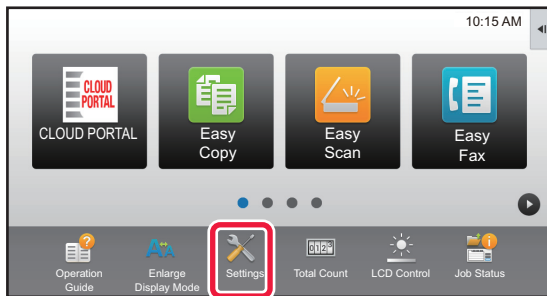 10:15 AM
CLOUD
PORTAL
CLOUD PORTAL
Easy
Copy
Easy
Scan
Easy
Fax
Operation
Guide
Enlarge
Display Mode
Settings
Total Count
LCD Control
Job Status